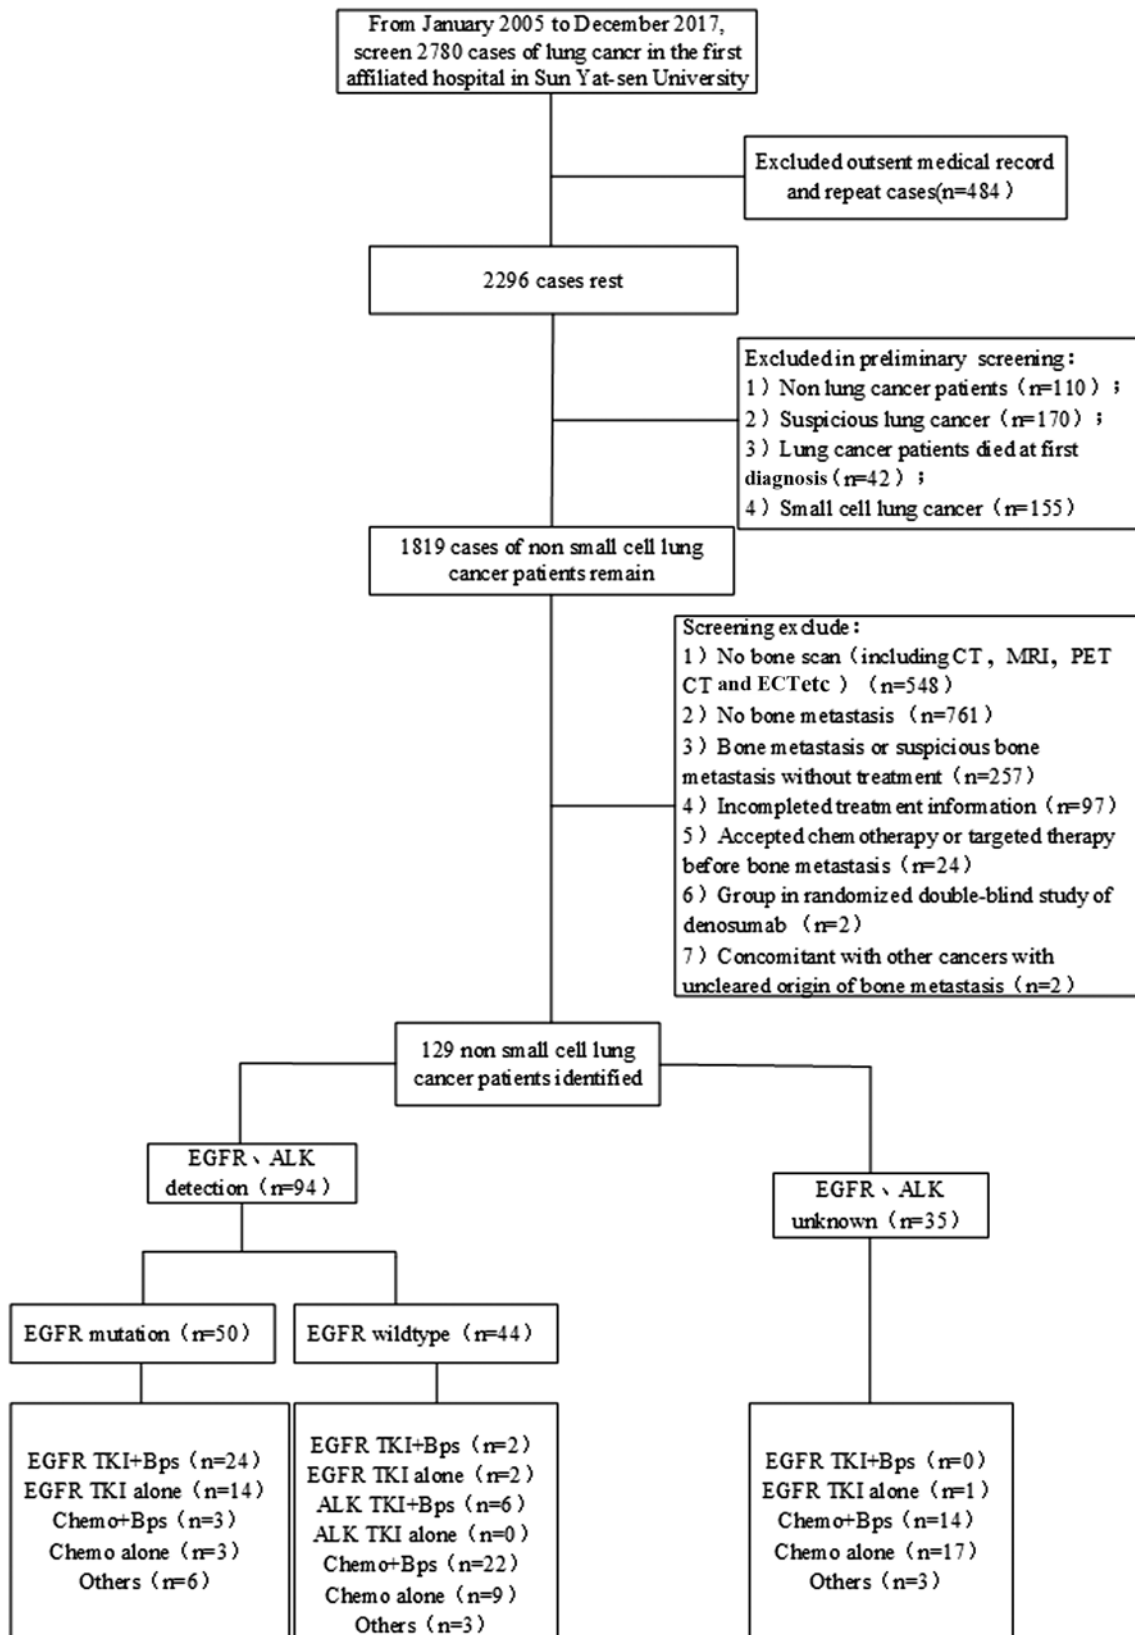 From January 2005 to December 2017,
screen 2780 cases of lung cancr in the first
affiliated hospital in Sun Yat-sen University
Excluded outsent medical record
and repeat cases(n=484 )
2296 cases rest
Excluded in preliminary screening:
1) Non lung cancer patients (n=110) ;
2) Suspicious lung cancer (n=170) ;
3) Lung cancer patients died at first
diagnosis (n=42) ;
4) Small cell lung cancer (n=155)
1819 cases of non small cell lung
cancer patients remain
Screening exclude:
1) No bone scan (including CT, MRI, PET
CT and ECTetc ) (n=548)
2) No bone metastasis (n=761)
3) Bone metastasis or suspicious bone
metastasis without treatment (n=257)
4) Incompleted treatment information (n=97)
5) Accepted chemotherapy or targeted therapy
before bone metastasis (n=24)
6) Group in randomized double-blind study of
denosumab (n=2)
7) Concomitant with other cancers with
uncleared origin of bone metastasis (n=2)
129 non small cell lung
cancer patients identified
EGFR、ALK
detection (n=94)
EGFR、ALK
unknown (n=35)
EGFR mutation (n=50)
EGFR wildtype (n=44)
EGFR TKI+Bps (n=24)
EGFR TKI alone (n=14)
Chemo+Bps (n=3)
Chemo alone (n=3)
Others (n=6)
EGFR TKI+Bps (n=2)
EGFR TKI alone (n=2)
ALK TKI+Bps (n=6)
ALK TKI alone (n=0)
Chemo+Bps (n=22)
Chemo alone (n=9)
Others (n=3)
EGFR TKI+Bps (n=0)
EGFR TKI alone (n=1)
Chemo+Bps (n=14)
Chemo alone (n=17)
Others (n=3)